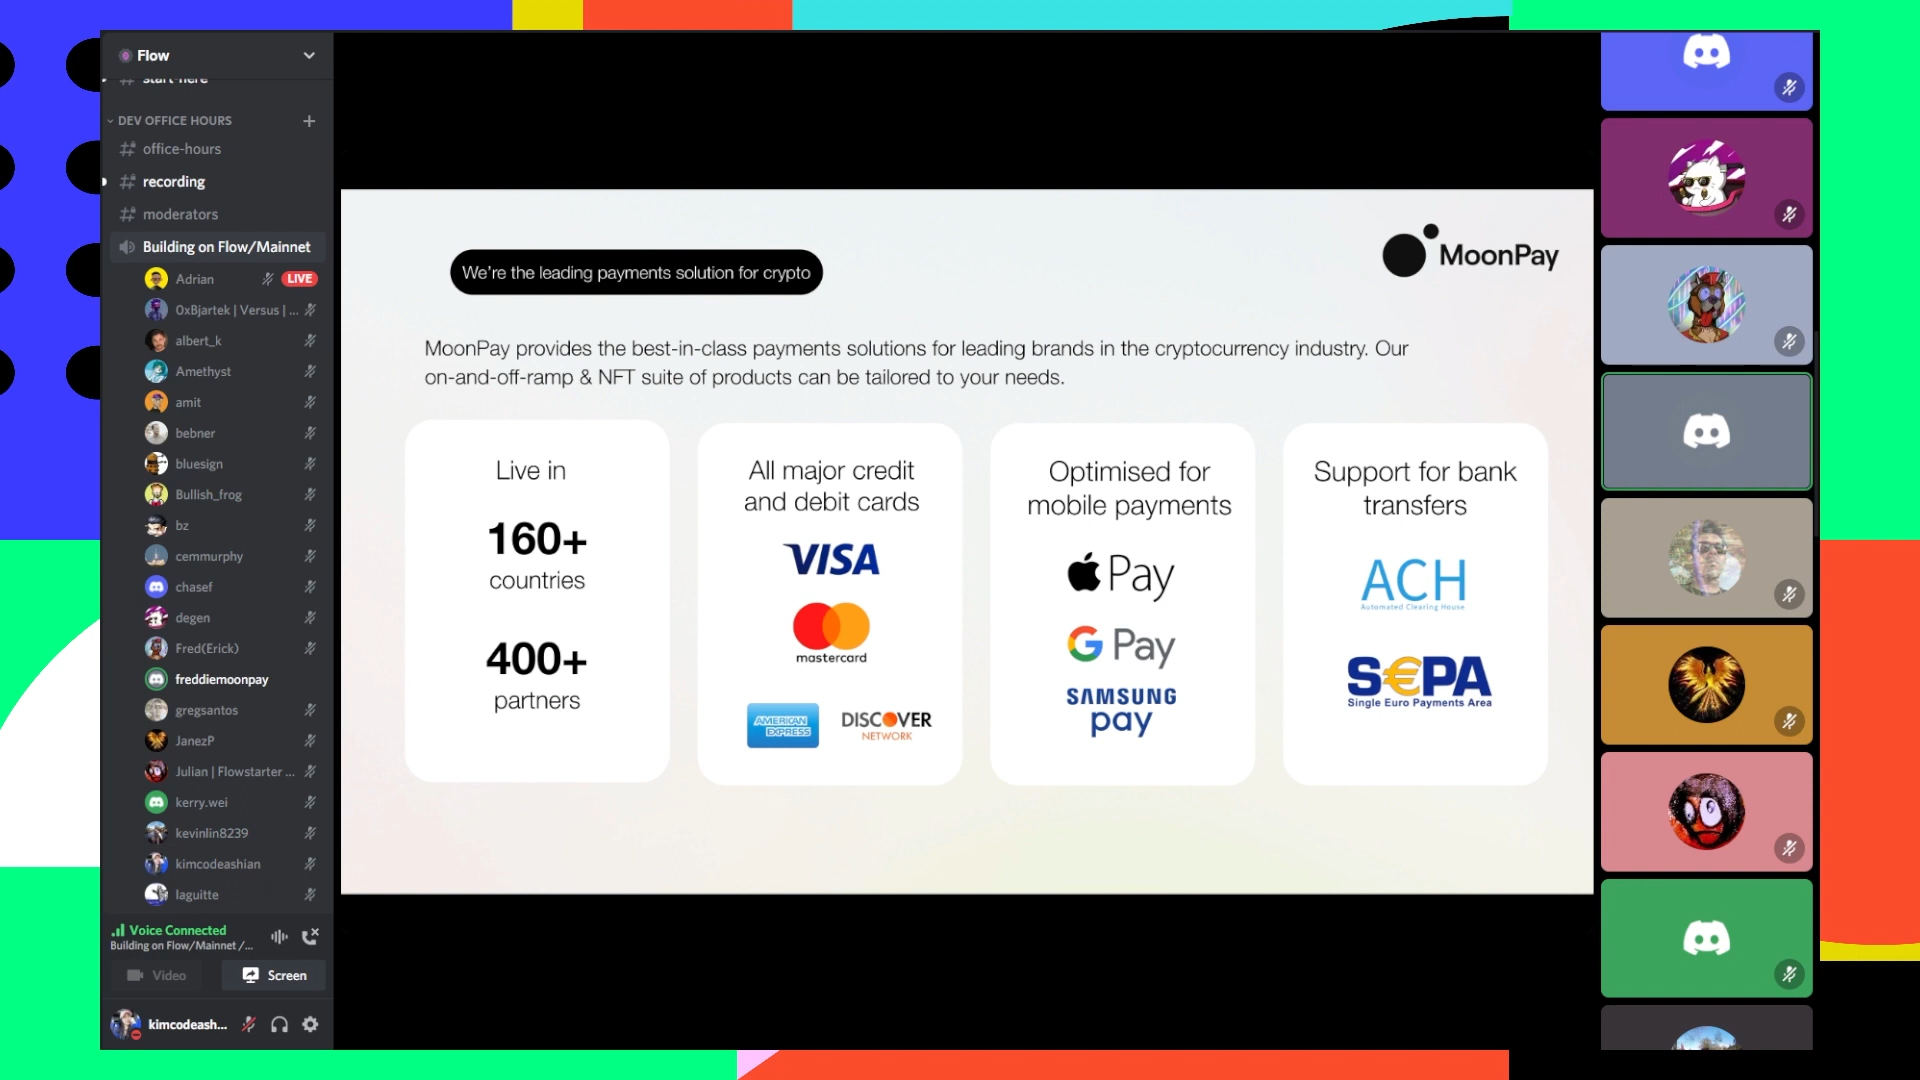 Flow
start-here
DEV OFFICE HOURS
office-hours
recording
moderators
Building on Flow/Mainnet
Adrian
LIVE
0xBjartek | Versus | ...
albert_k
Amethyst
amit
bebner
bluesign
Bullish_frog
bz
cemmurphy
chasef
degen
Fred(Erick)
freddiemoonpay
gregsantos
JanezP
Julian | Flowstarter ...
kerry.wei
kevinlin8239
kimcodeashian
laguitte
Voice Connected
Building on Flow/Mainnet /...
Video
Screen
kimcodeash...
We're the leading payments solution for crypto
MoonPay
MoonPay provides the best-in-class payments solutions for leading brands in the cryptocurrency industry. Our
on-and-off-ramp & NFT suite of products can be tailored to your needs.
Live in
160+
countries
400+
partners
All major credit
and debit cards
VISA
mastercard
AMERICAN
EXPRESS
DISCOVER
NETWORK
Optimised for
mobile payments
Pay
G Pay
SAMSUNG
pay
Support for bank
transfers
ACH
Automated Clearing House
S€PA
Single Euro Payments Area